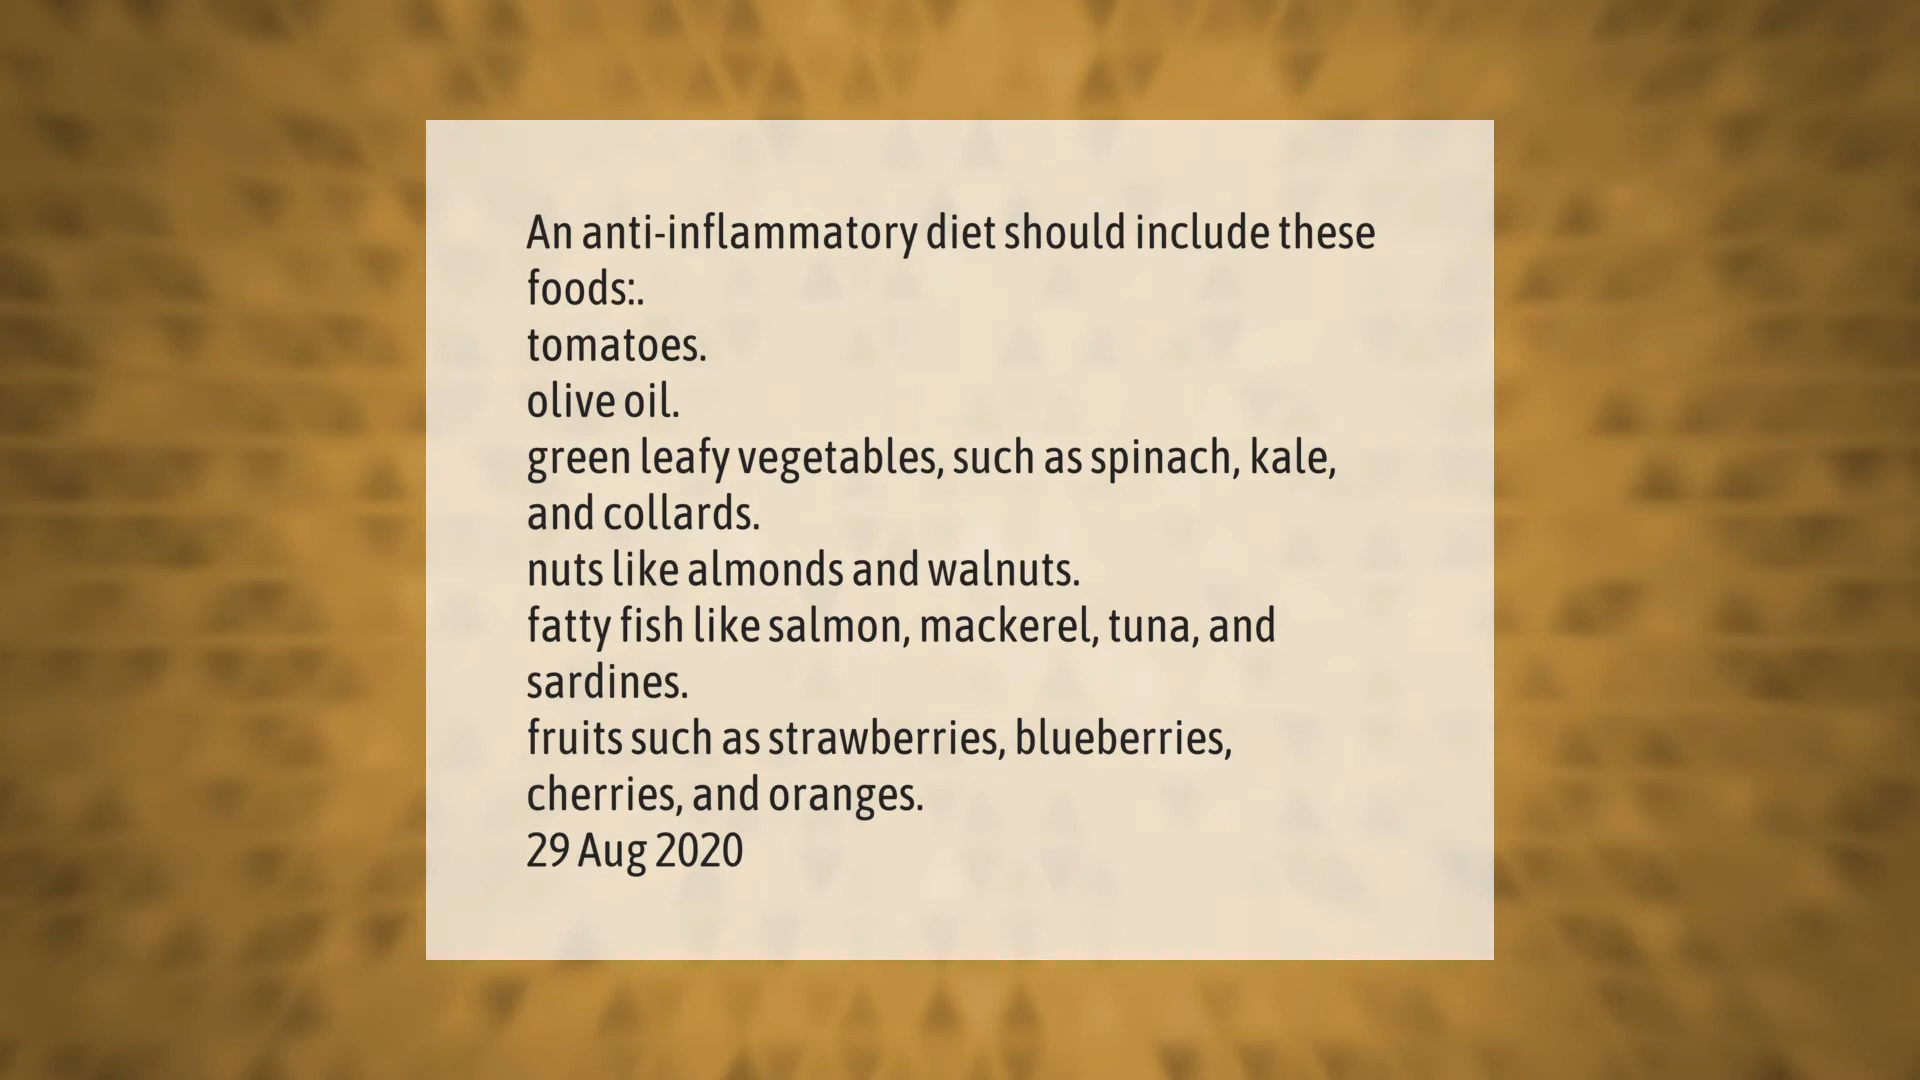 An anti-inflammatory diet should include these
foods:.
tomatoes.
olive oil.
green leafy vegetables, such as spinach, kale,
and collards.
nuts like almonds and walnuts.
fatty fish like salmon, mackerel, tuna, and
sardines.
fruits such as strawberries, blueberries,
cherries, and oranges.
29 Aug 2020